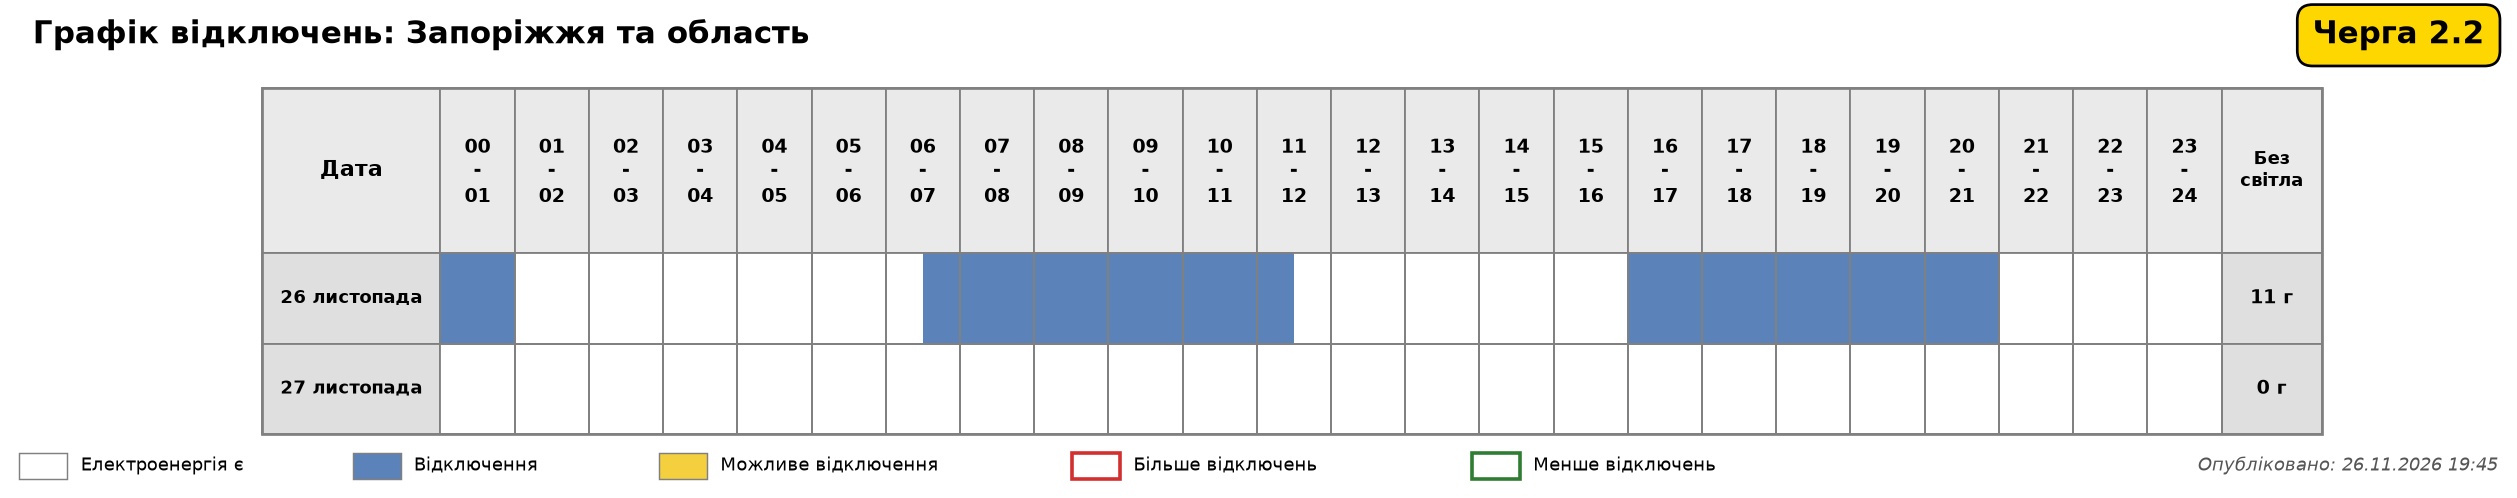 Графік відключень: Запоріжжя та область
Черга 2.2
Дата
00 - 01
01 - 02
02 - 03
03 - 04
04 - 05
05 - 06
06 - 07
07 - 08
08 - 09
09 - 10
10 - 11
11 - 12
12 - 13
13 - 14
14 - 15
15 - 16
16 - 17
17 - 18
18 - 19
19 - 20
20 - 21
21 - 22
22 - 23
23 - 24
Без
світла
26 листопада
11 г
27 листопада
0 г
Електроенергія є
Відключення
Можливе відключення
Більше відключень
Менше відключень
Опубліковано: 26.11.2026 19:45